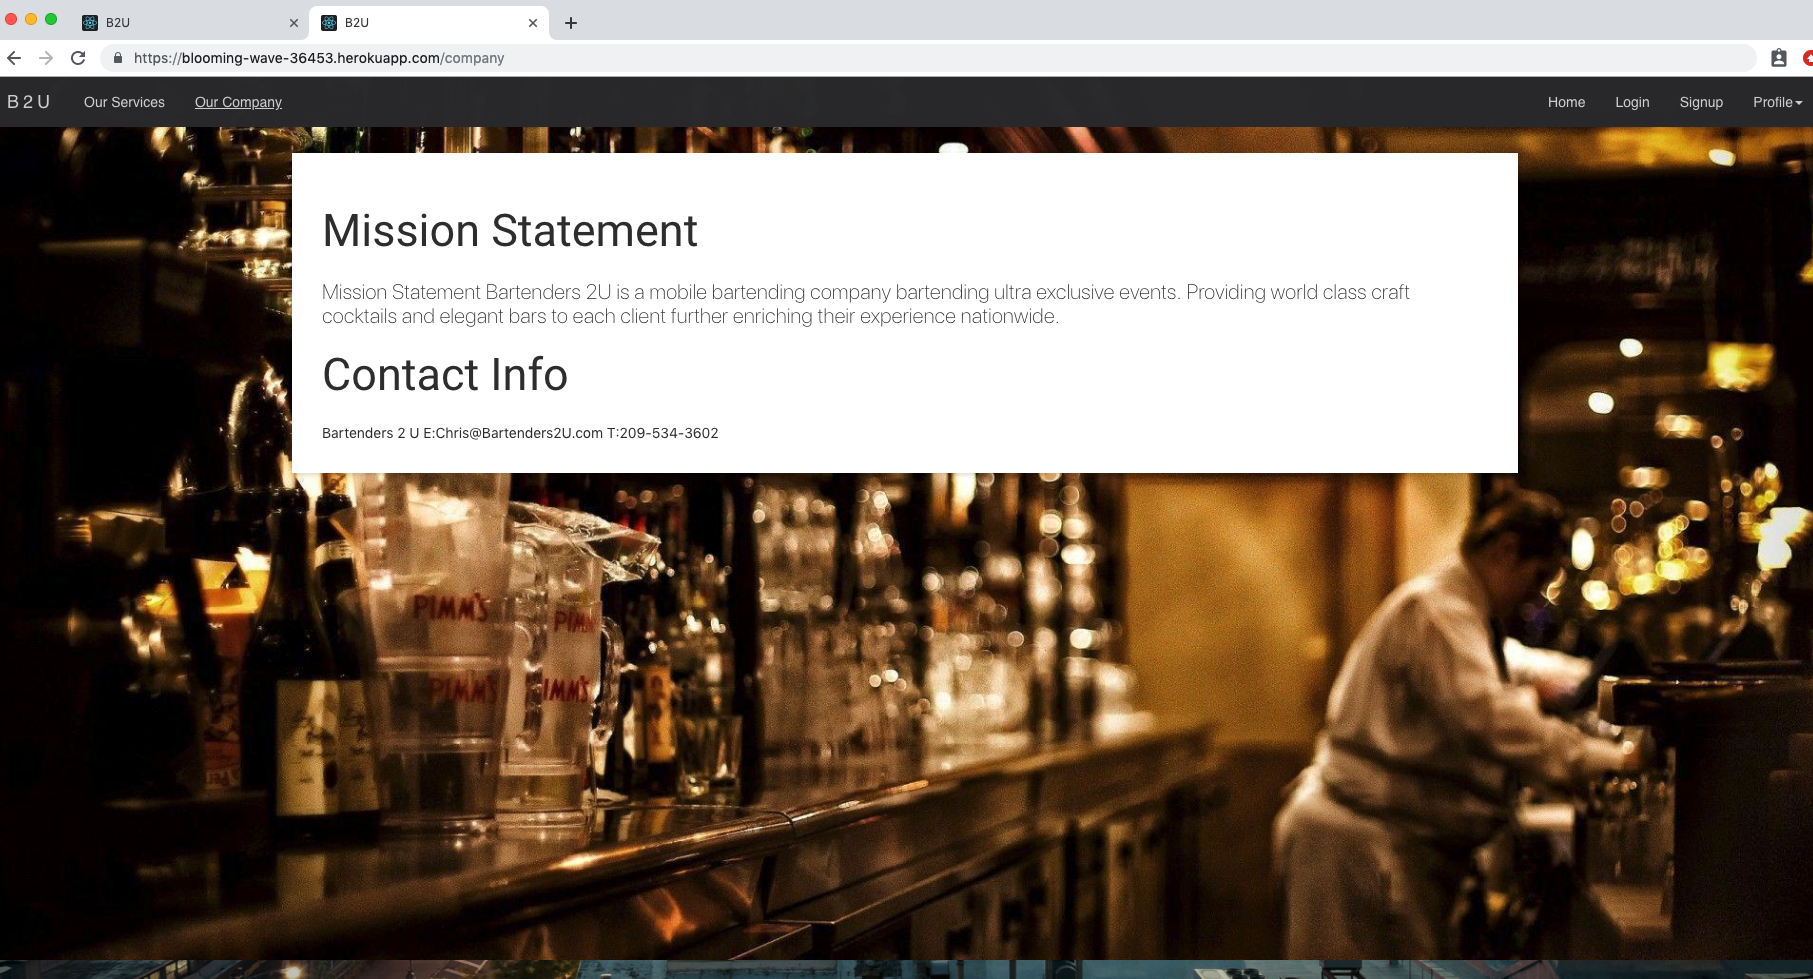 B2U
B2U
https://blooming-wave-36453.herokuapp.com/company
B 2 U Our Services Our Company Home Login Signup Profile
Mission Statement
Mission Statement Bartenders 2U is a mobile bartending company bartending ultra exclusive events. Providing world class craft
cocktails and elegant bars to each client further enriching their experience nationwide.
Contact Info
Bartenders 2 U E:Chris@Bartenders2U.com T:209-534-3602
PIMM'S
PIMM'S
PIMM'S
IMM'S